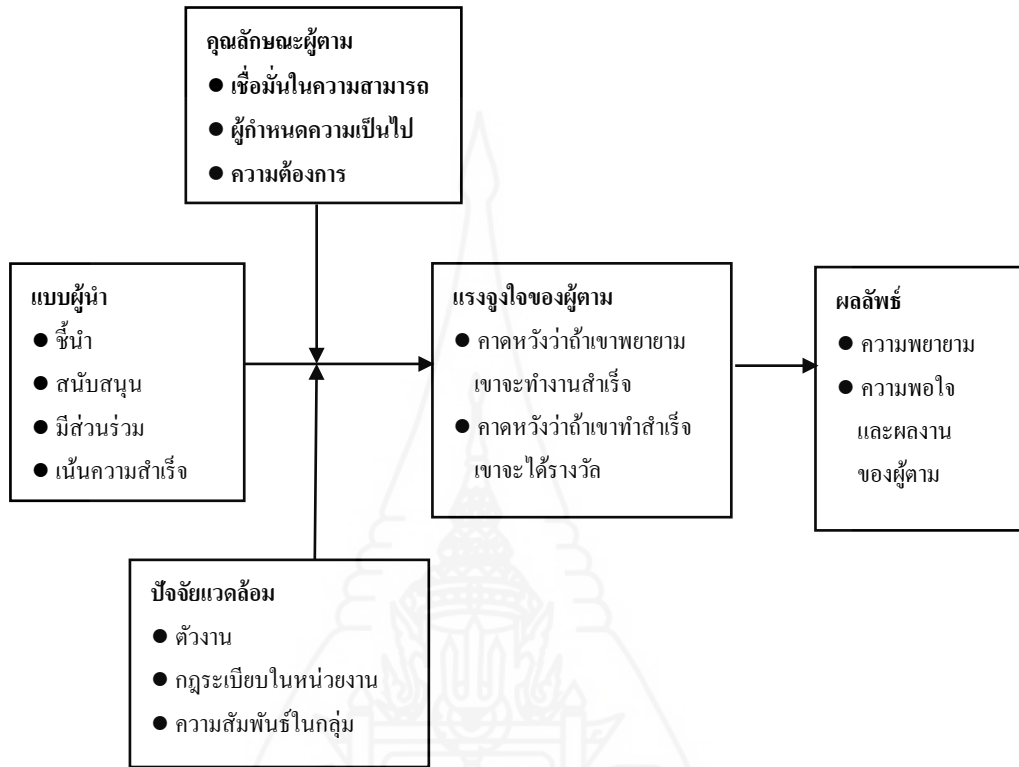 คุณลักษณะผู้ตาม
● เชื่อมั่นในความสามารถ
● ผู้กำหนดความเป็นไป
● ความต้องการ
แบบผู้นำ
● ชี้นำ
● สนับสนุน
● มีส่วนร่วม
● เน้นความสำเร็จ
แรงจูงใจของผู้ตาม
● คาดหวังว่าถ้าเขาพยายาม
เขาจะทำงานสำเร็จ
● คาดหวังว่าถ้าเขาทำสำเร็จ
เขาจะได้รางวัล
ผลลัพธ์
● ความพยายาม
● ความพอใจ
และผลงาน
ของผู้ตาม
ปัจจัยแวดล้อม
● ตัวงาน
● กฎระเบียบในหน่วยงาน
● ความสัมพันธ์ในกลุ่ม